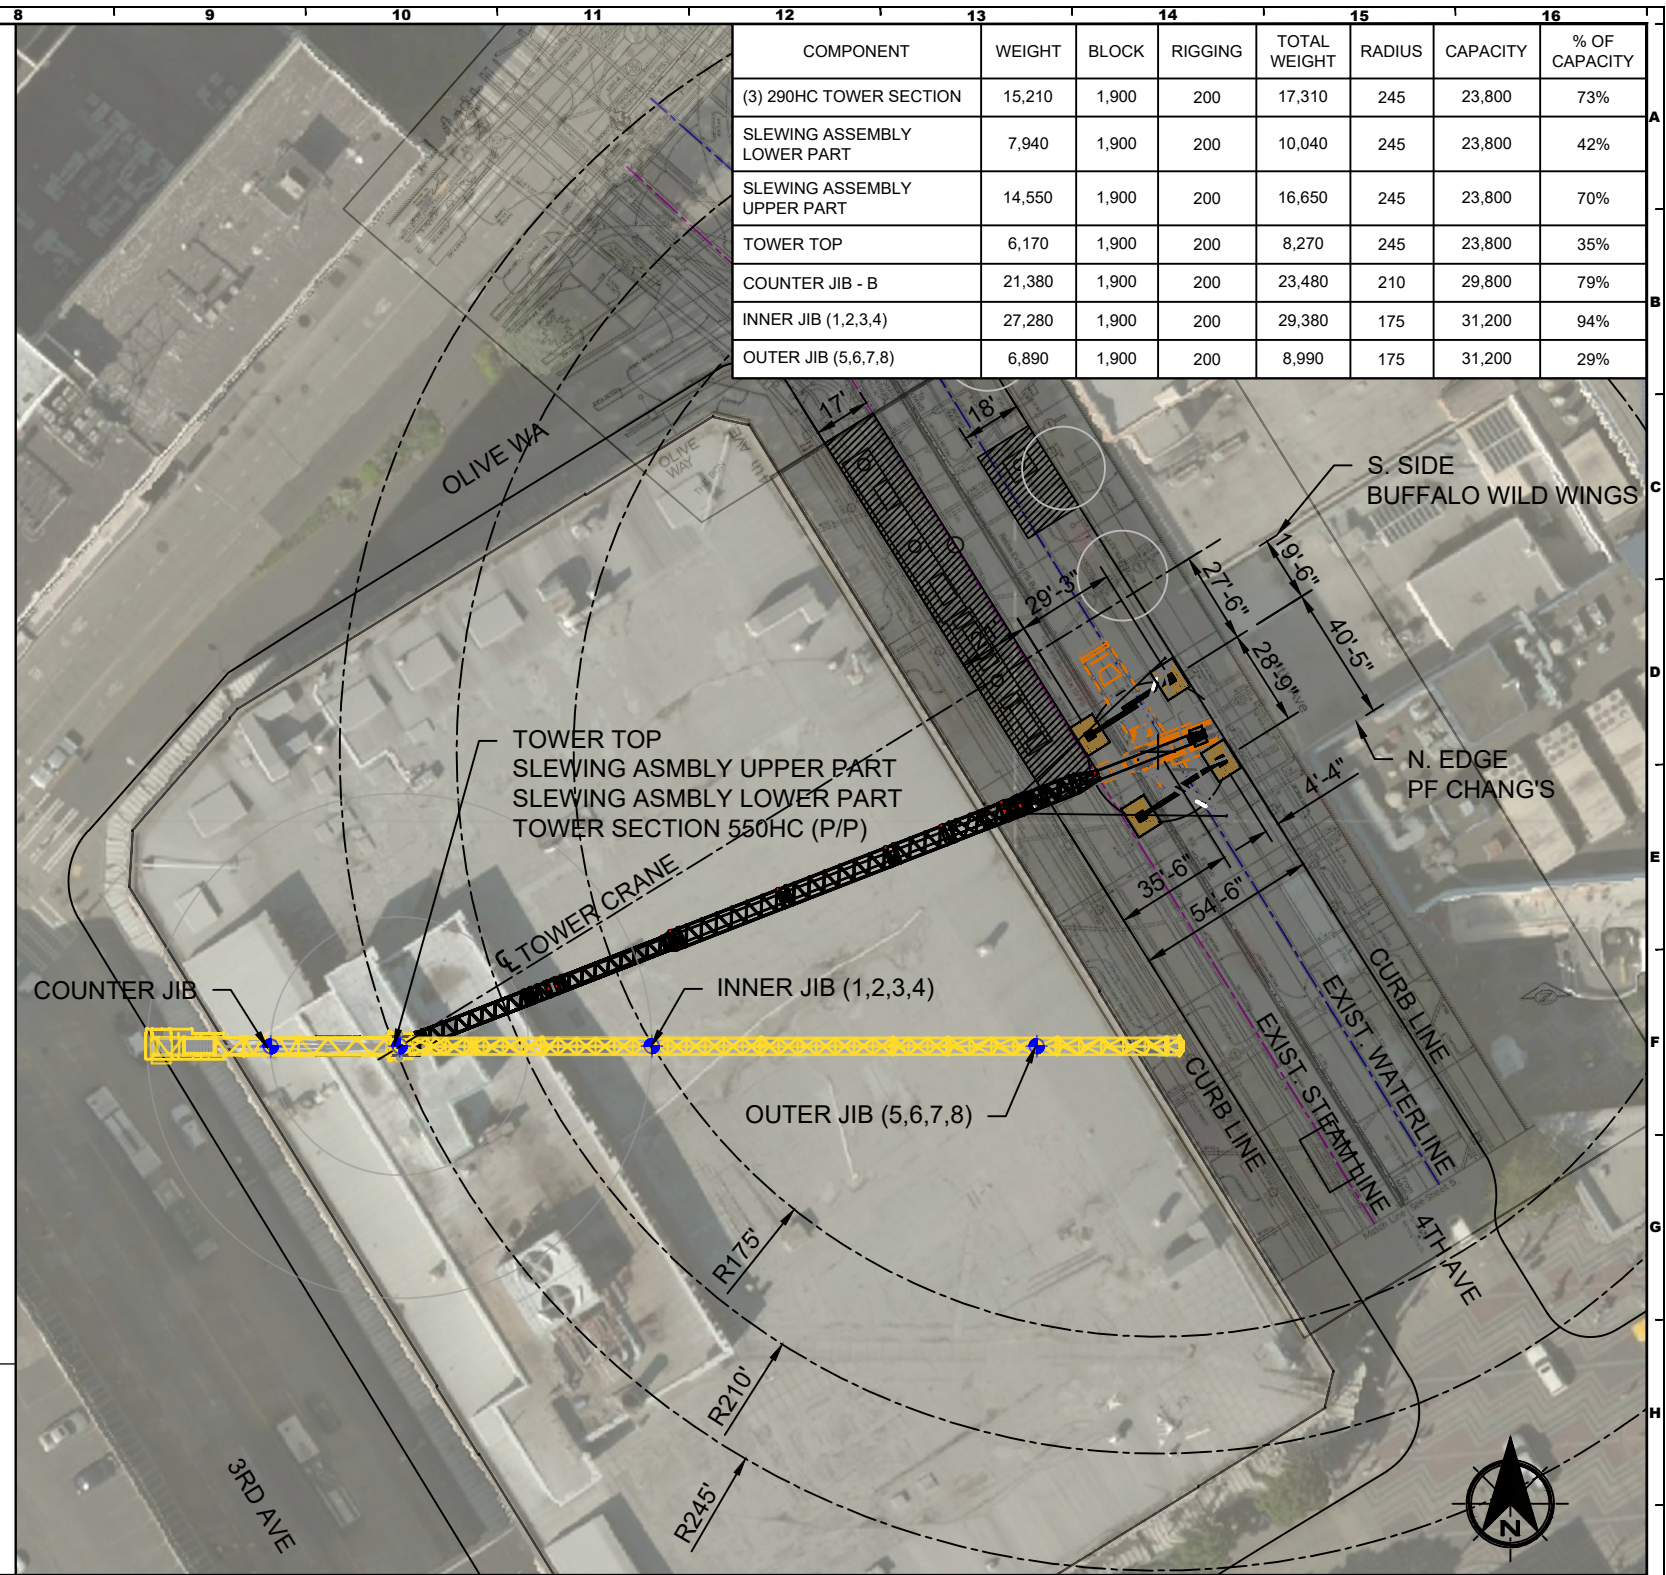 8 9 10 11 12 13 14 15 16
COMPONENT WEIGHT BLOCK RIGGING TOTAL WEIGHT RADIUS CAPACITY % OF CAPACITY
(3) 290HC TOWER SECTION 15,210 1,900 200 17,310 245 23,800 73%
SLEWING ASSEMBLY LOWER PART 7,940 1,900 200 10,040 245 23,800 42%
SLEWING ASSEMBLY UPPER PART 14,550 1,900 200 16,650 245 23,800 70%
TOWER TOP 6,170 1,900 200 8,270 245 23,800 35%
COUNTER JIB - B 21,380 1,900 200 23,480 210 29,800 79%
INNER JIB (1,2,3,4) 27,280 1,900 200 29,380 175 31,200 94%
OUTER JIB (5,6,7,8) 6,890 1,900 200 8,990 175 31,200 29%
A
B
C
D
E
F
G
H
17'
18'
OLIVE WA
OLIVE
WAY
4TH AVE
S. SIDE
BUFFALO WILD WINGS
19'-6"
27'-6"
29'-3"
40'-5"
28'-9"
N. EDGE
PF CHANG'S
4'-4"
TOWER TOP
SLEWING ASMBLY UPPER PART
SLEWING ASMBLY LOWER PART
TOWER SECTION 550HC (P/P)
35'-6"
54'-6"
℄ TOWER CRANE
COUNTER JIB
INNER JIB (1,2,3,4)
OUTER JIB (5,6,7,8)
CURB LINE
EXIST. WATERLINE
EXIST. STEAM LINE
CURB LINE
4TH AVE
R175'
R210'
R245'
3RD AVE
N